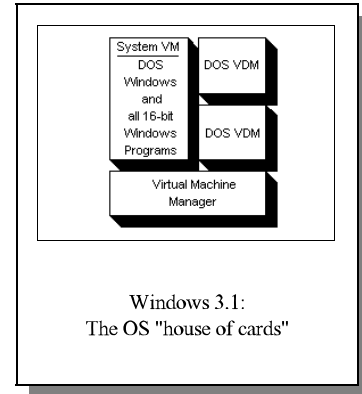 System VM
DOS
Windows
and
all 16-bit
Windows
Programs
DOS VDM
DOS VDM
Virtual Machine
Manager
Windows 3.1:
The OS "house of cards"